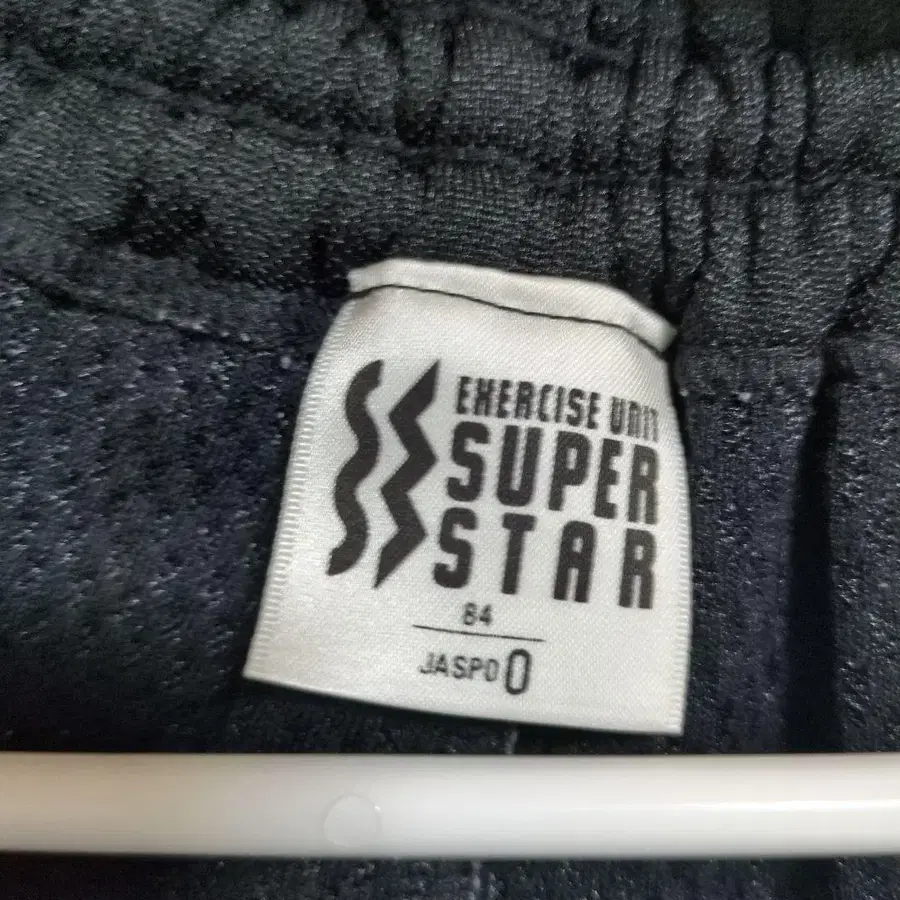 EXERCISE UNIT
SUPER
STAR
84
JASPO O